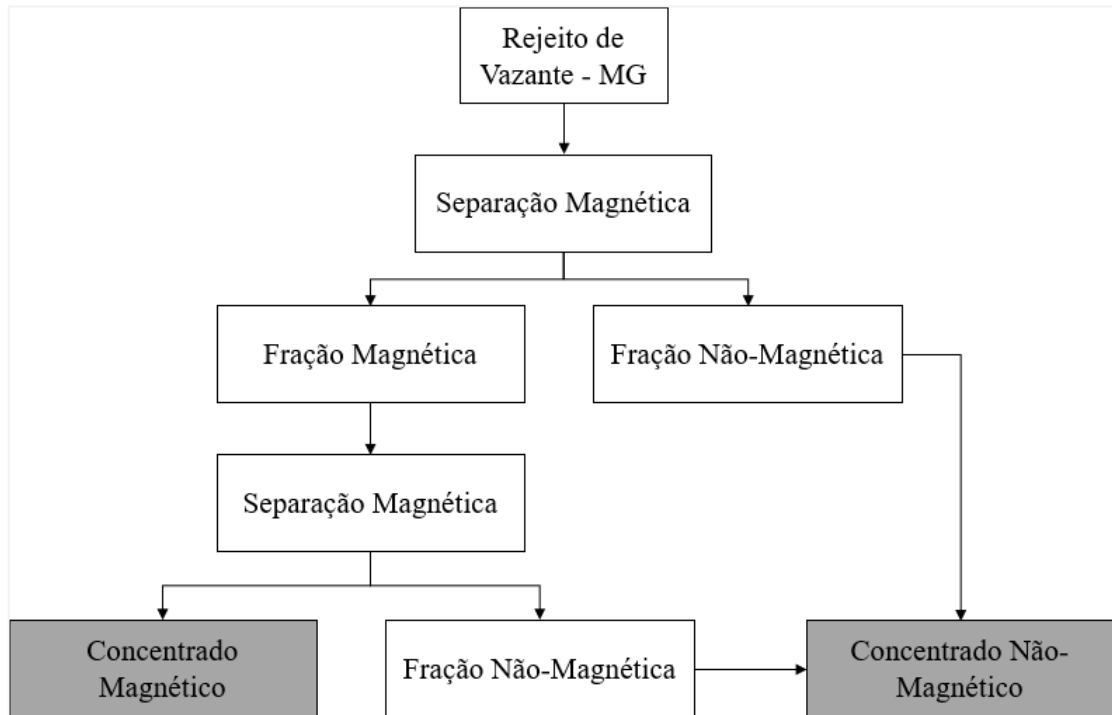 Rejeito de
Vazante - MG
Separação Magnética
Fração Magnética
Fração Não-Magnética
Separação Magnética
Concentrado
Magnético
Fração Não-Magnética
Concentrado Não-
Magnético